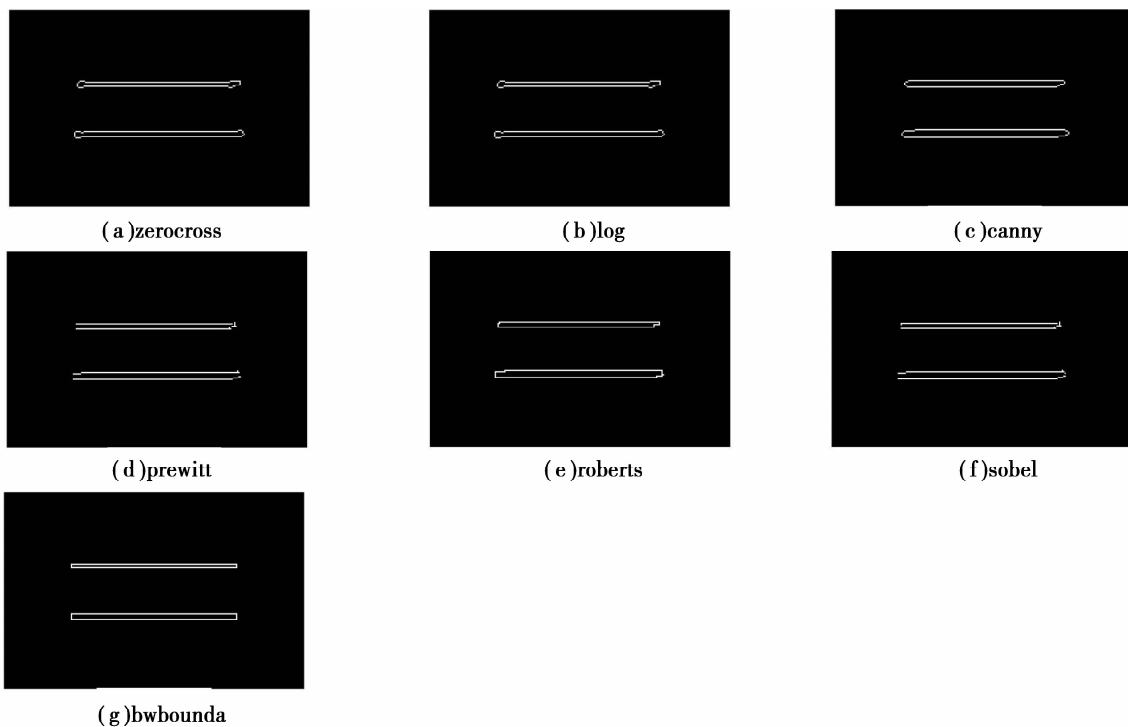 (a)zerocross
(b)log
(c)canny
(d)prewitt
(e)roberts
(f)sobel
(g)bwbounda